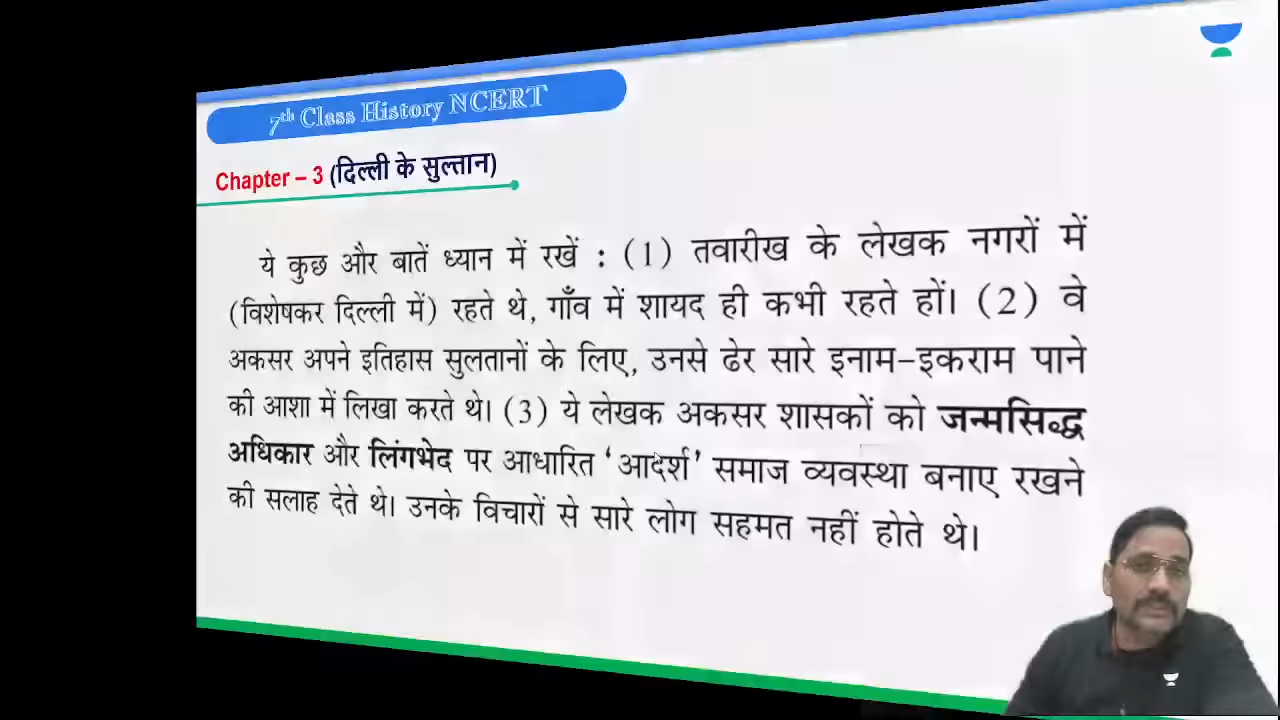 7th Class History NCERT
Chapter – 3 (दिल्ली के सुल्तान)
ये कुछ और बातें ध्यान में रखें : (1) तवारीख के लेखक नगरों में
(विशेषकर दिल्ली में) रहते थे, गाँव में शायद ही कभी रहते हों। (2) वे
अकसर अपने इतिहास सुलतानों के लिए, उनसे ढेर सारे इनाम-इकराम पाने
की आशा में लिखा करते थे। (3) ये लेखक अकसर शासकों को जन्मसिद्ध
अधिकार और लिंगभेद पर आधारित ‘आदर्श’ समाज व्यवस्था बनाए रखने
की सलाह देते थे। उनके विचारों से सारे लोग सहमत नहीं होते थे।